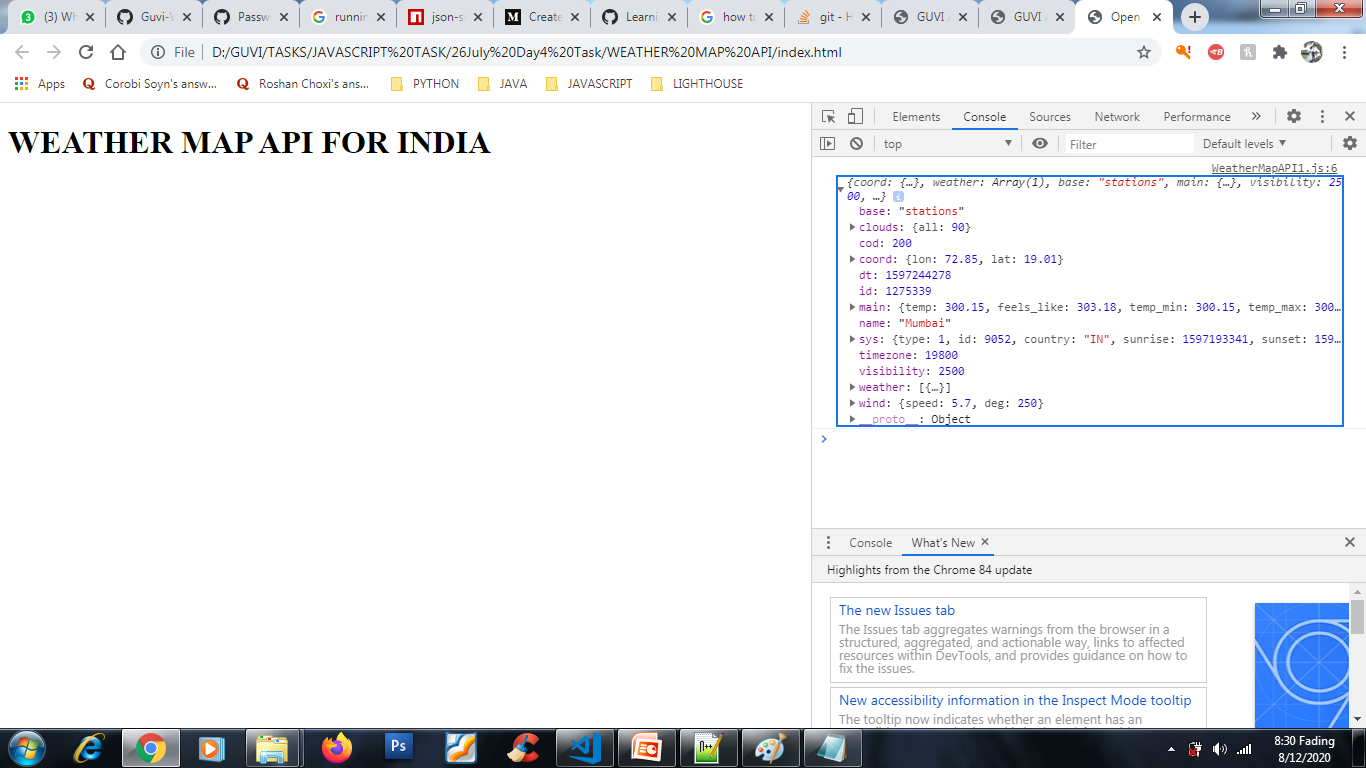 (3) Wh
Guvi-V
Passw
runnin
json-s
Create
Learni
how to
git - H
GUVI A
GUVI A
Open
File
D:/GUVI/TASKS/JAVASCRIPT%20TASK/26July%20Day4%20Task/WEATHER%20MAP%20API/index.html
Apps
Corobi Soyn's answ...
Roshan Choxi's ans...
PYTHON
JAVA
JAVASCRIPT
LIGHTHOUSE
WEATHER MAP API FOR INDIA
Elements Console Sources Network Performance »
top
Filter
Default levels
WeatherMapAPI1.js:6
{coord: {…}, weather: Array(1), base: "stations", main: {…}, visibility: 25
00, …} i
base: "stations"
clouds: {all: 90}
cod: 200
coord: {lon: 72.85, lat: 19.01}
dt: 1597244278
id: 1275339
main: {temp: 300.15, feels_like: 303.18, temp_min: 300.15, temp_max: 300…
name: "Mumbai"
sys: {type: 1, id: 9052, country: "IN", sunrise: 1597193341, sunset: 159…
timezone: 19800
visibility: 2500
weather: [{…}]
wind: {speed: 5.7, deg: 250}
__proto__: Object
Console What's New
Highlights from the Chrome 84 update
The new Issues tab
The Issues tab aggregates warnings from the browser in a
structured, aggregated, and actionable way, links to affected
resources within DevTools, and provides guidance on how to
fix the issues.
New accessibility information in the Inspect Mode tooltip
The tooltip now indicates whether an element has an
Ps
8:30 Fading
8/12/2020